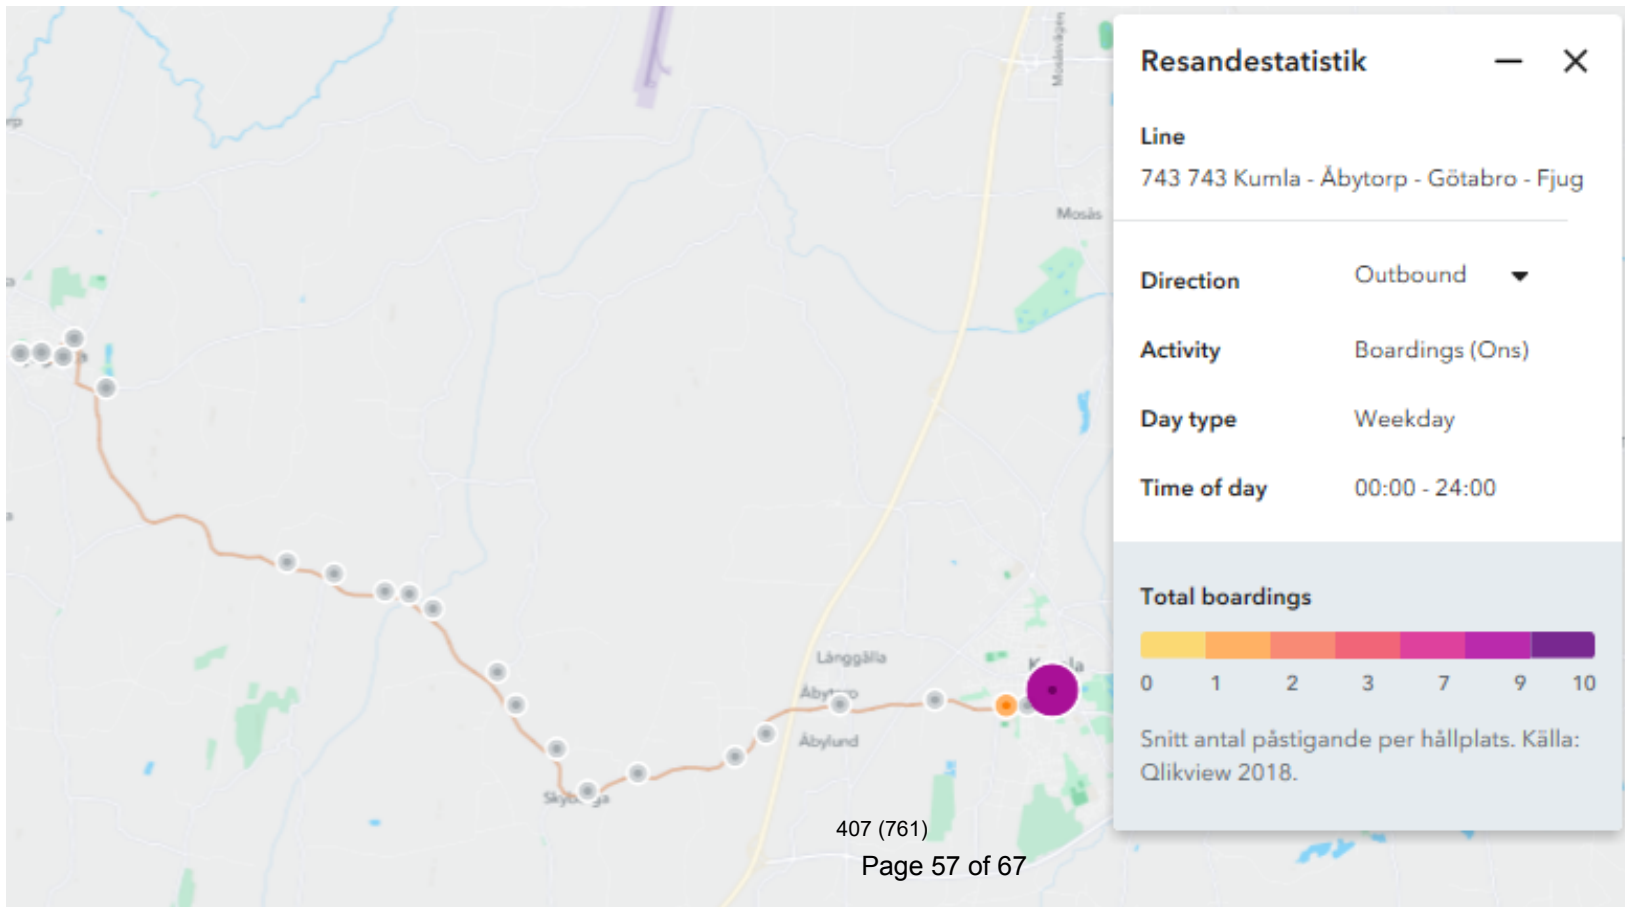 Mosåsvägen
Resandestatistik
Line
743 743 Kumla - Åbytorp - Götabro - Fjug
Mosås
Direction
Outbound
Activity
Boardings (Ons)
Day type
Weekday
Time of day
00:00 - 24:00
Total boardings
0 1 2 3 7 9 10
Snitt antal påstigande per hållplats. Källa:
Qlikview 2018.
Långgälla
Åbylund
407 (761)
Page 57 of 67